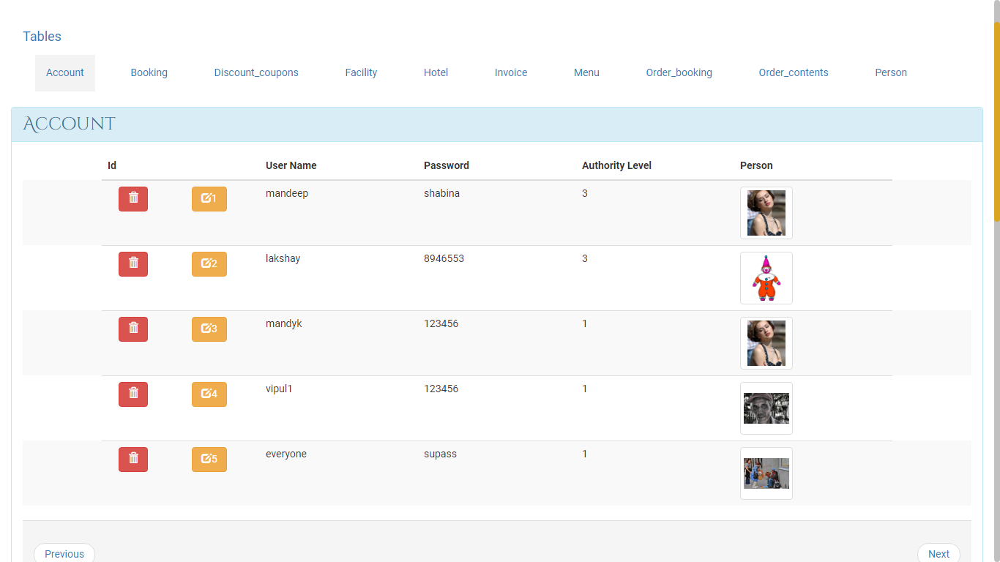 Tables
Account Booking Discount_coupons Facility Hotel Invoice Menu Order_booking Order_contents Person
Account
Id User Name Password Authority Level Person
1 mandeep shabina 3
2 lakshay 8946553 3
3 mandyk 123456 1
4 vipul1 123456 1
5 everyone supass 1
Previous Next